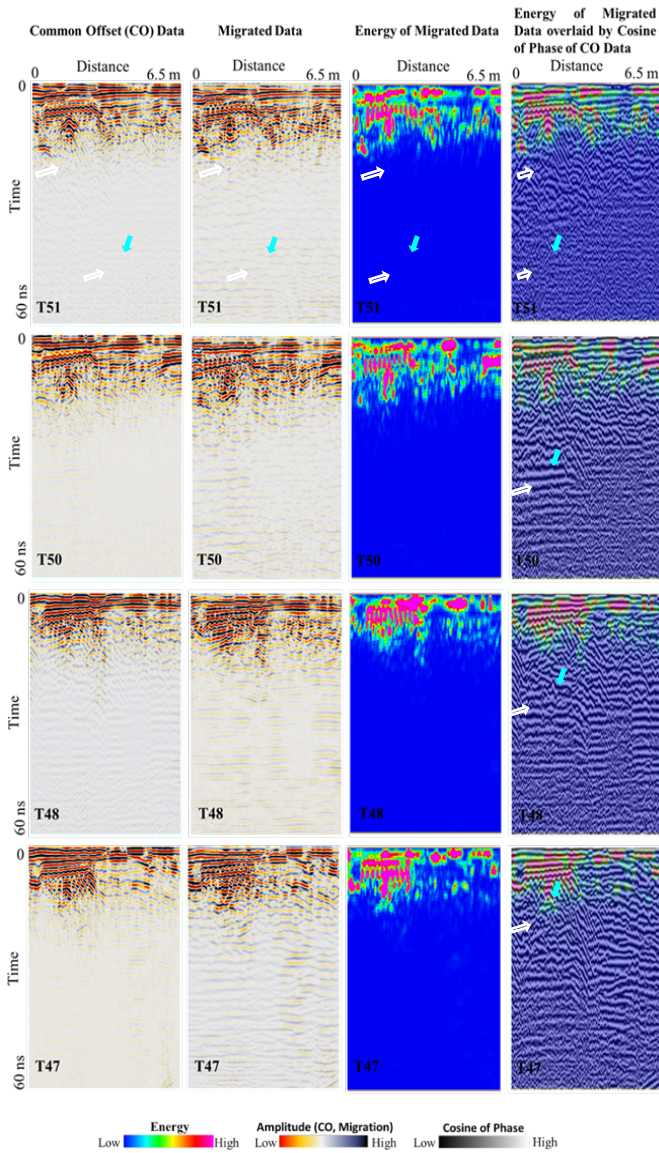 Common Offset (CO) Data
Migrated Data
Energy of Migrated Data
Energy of Migrated
Data overlaid by Cosine
of Phase of CO Data
0 Distance 6.5 m
0 Distance 6.5 m
0 Distance 6.5 m
0 Distance 6.5 m
0
Time
60 ns
T51
T51
T51
T51
0
Time
60 ns
T50
T50
T50
T50
0
Time
60 ns
T48
T48
T48
T48
0
Time
60 ns
T47
T47
T47
T47
Energy
Low High
Amplitude (CO, Migration)
Low High
Cosine of Phase
Low High